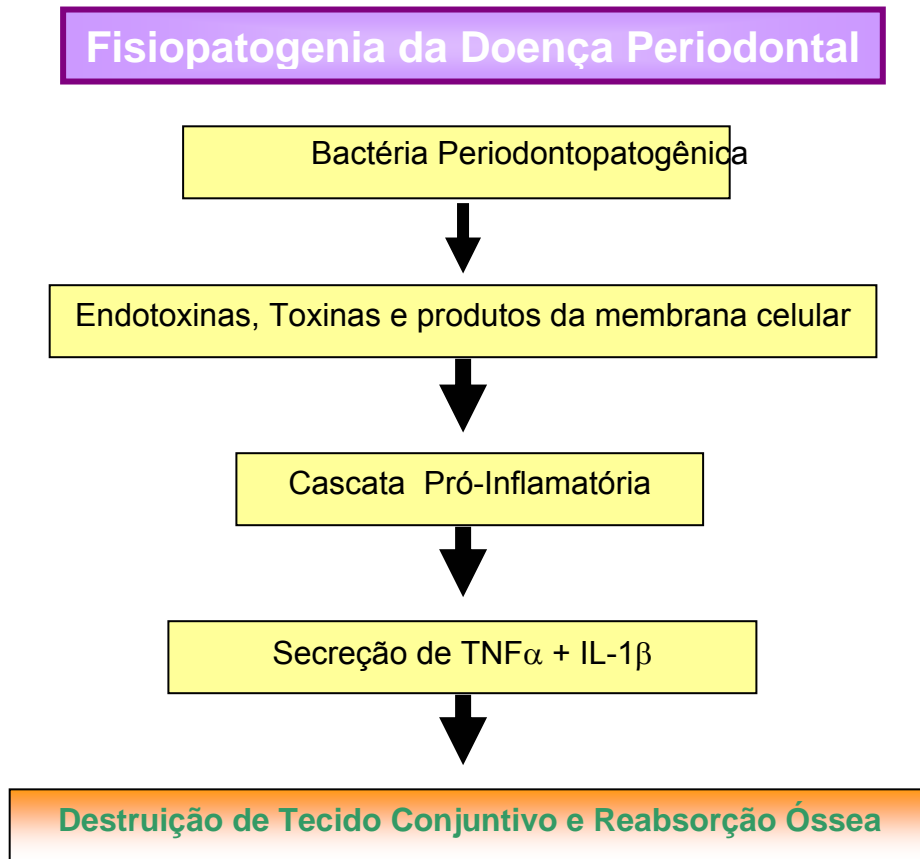 Fisiopatogenia da Doença Periodontal
Bactéria Periodontopatogênica
Endotoxinas, Toxinas e produtos da membrana celular
Cascata Pró-Inflamatória
Secreção de TNFα + IL-1β
Destruição de Tecido Conjuntivo e Reabsorção Óssea